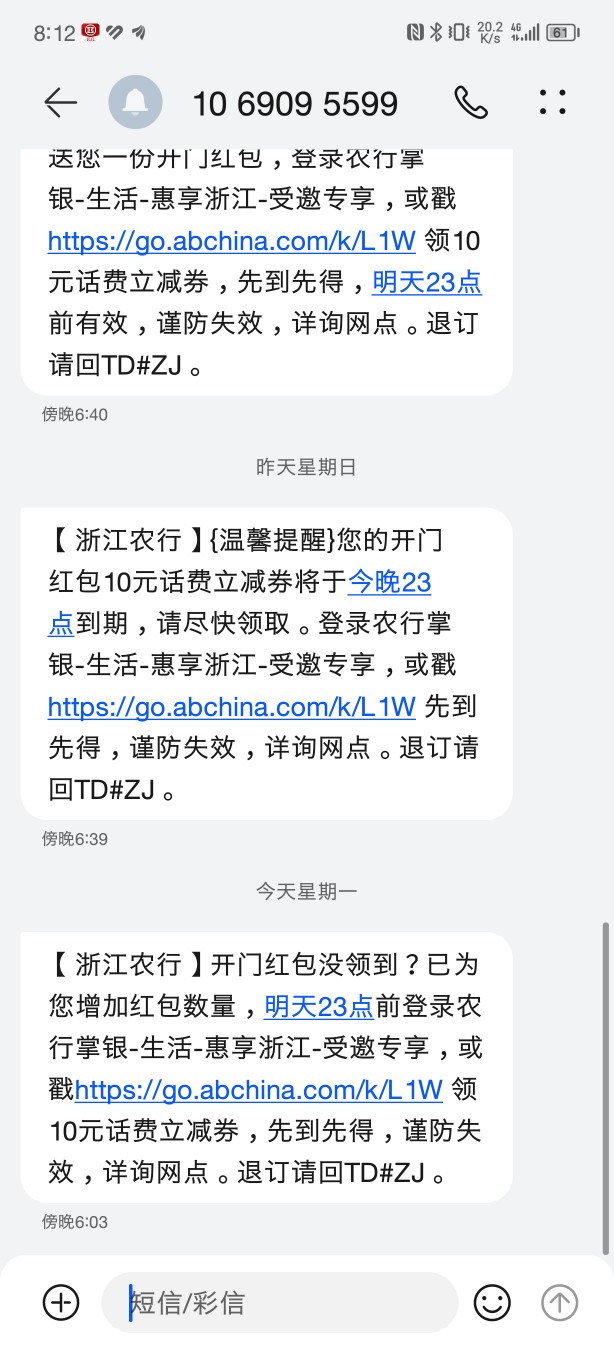 8:12
20.2
K/s
4G
61
10 6909 5599
送您一份开门红包，登录农行掌
银-生活-惠享浙江-受邀专享，或戳
https://go.abchina.com/k/L1W 领10
元话费立减券，先到先得，明天23点
前有效，谨防失效，详询网点。退订
请回TD#ZJ。
傍晚6:40
昨天星期日
【浙江农行】{温馨提醒}您的开门
红包10元话费立减券将于今晚23
点到期，请尽快领取。登录农行掌
银-生活-惠享浙江-受邀专享，或戳
https://go.abchina.com/k/L1W 先到
先得，谨防失效，详询网点。退订请
回TD#ZJ。
傍晚6:39
今天星期一
【浙江农行】开门红包没领到？已为
您增加红包数量，明天23点前登录农
行掌银-生活-惠享浙江-受邀专享，或
戳https://go.abchina.com/k/L1W 领
10元话费立减券，先到先得，谨防失
效，详询网点。退订请回TD#ZJ。
傍晚6:03
短信/彩信